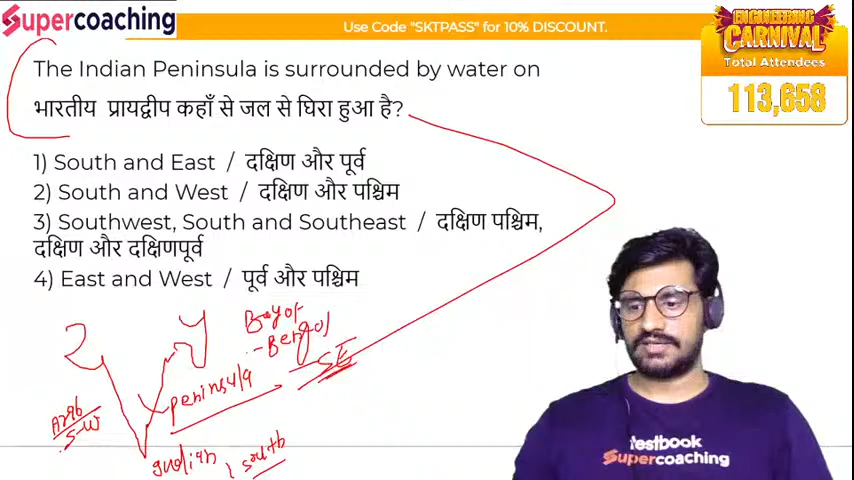 Supercoaching
Use Code "SKTPASS" for 10% DISCOUNT.
ENGINEERING
CARNIVAL
Total Attendees
113,658
The Indian Peninsula is surrounded by water on
भारतीय प्रायद्वीप कहाँ से जल से घिरा हुआ है?
1) South and East / दक्षिण और पूर्व
2) South and West / दक्षिण और पश्चिम
3) Southwest, South and Southeast / दक्षिण पश्चिम,
दक्षिण और दक्षिणपूर्व
4) East and West / पूर्व और पश्चिम
Bay of
Bengal
SE
peninsula
Arab
S-W
Indian
South
testbook
Supercoaching